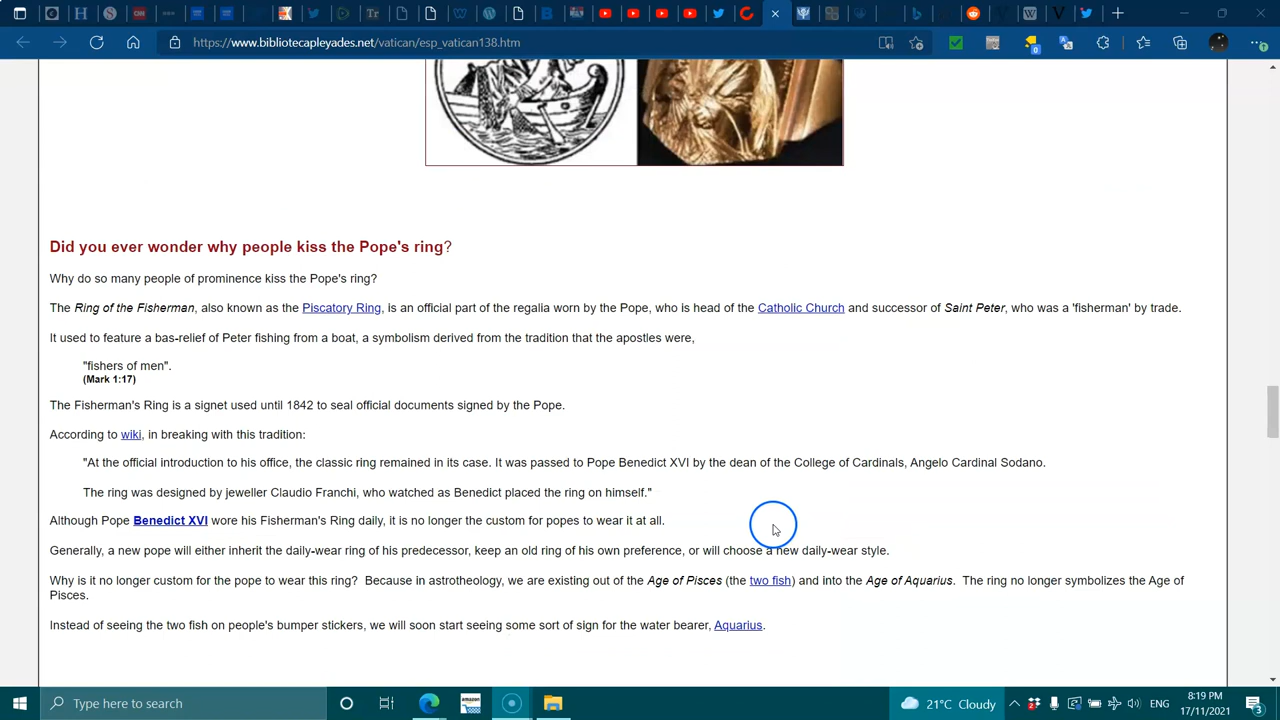 https://www.bibliotecapleyades.net/vatican/esp_vatican138.htm
Did you ever wonder why people kiss the Pope's ring?
Why do so many people of prominence kiss the Pope's ring?
The Ring of the Fisherman, also known as the Piscatory Ring, is an official part of the regalia worn by the Pope, who is head of the Catholic Church and successor of Saint Peter, who was a 'fisherman' by trade.
It used to feature a bas-relief of Peter fishing from a boat, a symbolism derived from the tradition that the apostles were,
"fishers of men".
(Mark 1:17)
The Fisherman's Ring is a signet used until 1842 to seal official documents signed by the Pope.
According to wiki, in breaking with this tradition:
"At the official introduction to his office, the classic ring remained in its case. It was passed to Pope Benedict XVI by the dean of the College of Cardinals, Angelo Cardinal Sodano.
The ring was designed by jeweller Claudio Franchi, who watched as Benedict placed the ring on himself."
Although Pope Benedict XVI wore his Fisherman's Ring daily, it is no longer the custom for popes to wear it at all.
Generally, a new pope will either inherit the daily-wear ring of his predecessor, keep an old ring of his own preference, or will choose a new daily-wear style.
Why is it no longer custom for the pope to wear this ring? Because in astrotheology, we are existing out of the Age of Pisces (the two fish) and into the Age of Aquarius. The ring no longer symbolizes the Age of
Pisces.
Instead of seeing the two fish on people's bumper stickers, we will soon start seeing some sort of sign for the water bearer, Aquarius.
Type here to search
amazon
21°C Cloudy
2
ENG
8:19 PM
17/11/2021
3